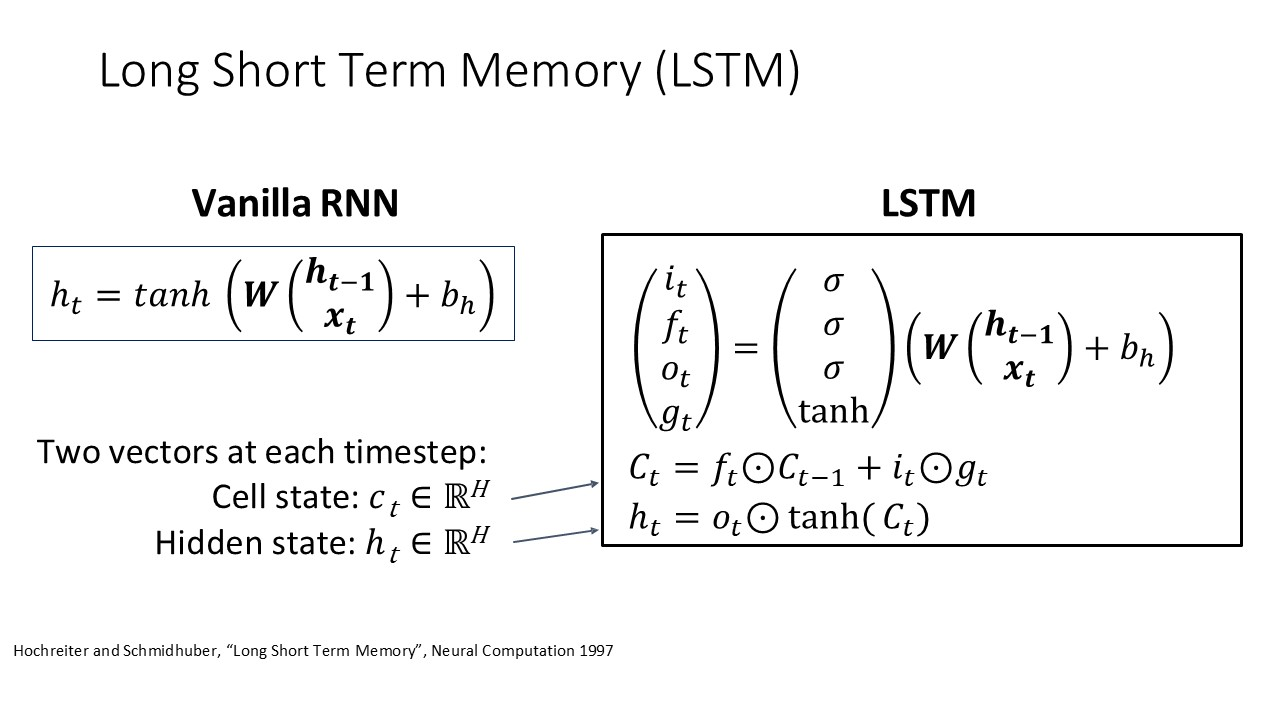 Long Short Term Memory (LSTM)
Vanilla RNN
h_t = tanh (W (h_{t−1} x_t) + b_h)
Two vectors at each timestep:
Cell state: c_t ∈ ℝ^H
Hidden state: h_t ∈ ℝ^H
LSTM
(i_t f_t o_t g_t) = (σ σ σ tanh) (W (h_{t−1} x_t) + b_h)
C_t = f_t⊙C_{t−1} + i_t⊙g_t
h_t = o_t⊙ tanh( C_t)
Hochreiter and Schmidhuber, “Long Short Term Memory”, Neural Computation 1997